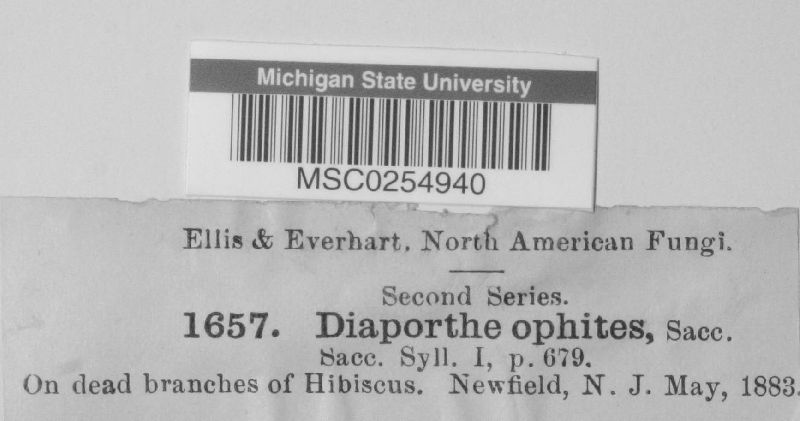 Michigan State University
MSC0254940
Ellis & Everhart, North American Fungi.
Second Series.
1657. Diaporthe ophites, Sacc.
Sacc. Syll. I, p. 679.
On dead branches of Hibiscus. Newfield, N. J. May, 1883.